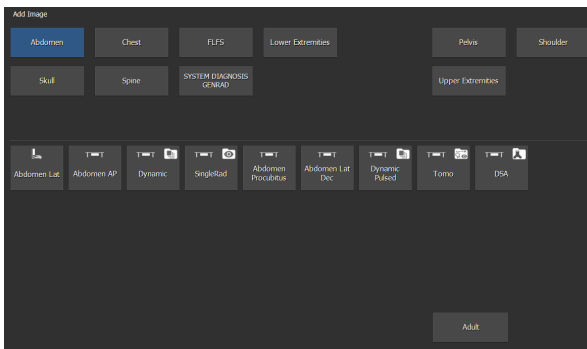 Add Image
Abdomen
Chest
FLFS
Lower Extremities
Pelvis
Shoulder
Skull
Spine
SYSTEM DIAGNOSIS
GENRAD
Upper Extremities
Abdomen Lat
Abdomen AP
Dynamic
SingleRad
Abdomen
Procubitus
Abdomen Lat
Dec
Dynamic
Pulsed
Tomo
DSA
Adult